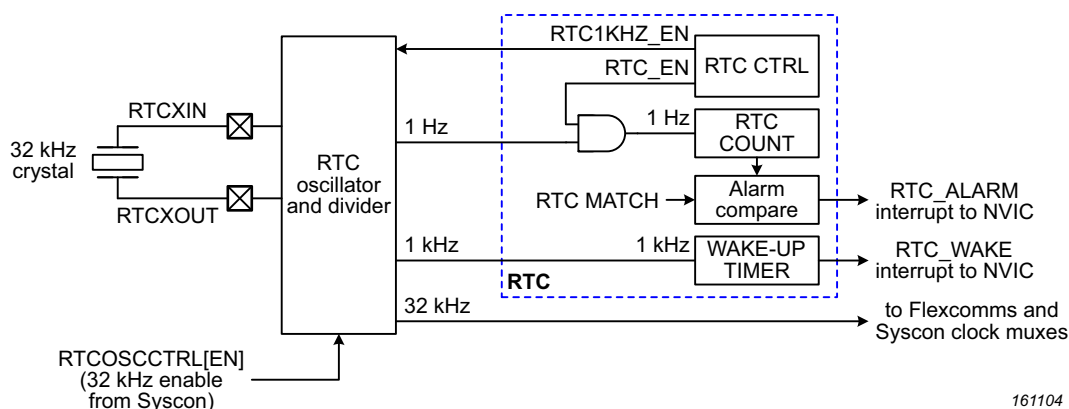 RTC1KHZ_EN
RTC CTRL
RTC_EN
RTCXIN
1 Hz
1 Hz
RTC
COUNT
32 kHz
crystal
RTC
oscillator
and divider
RTCXOUT
RTC MATCH
Alarm
compare
RTC_ALARM
interrupt to NVIC
1 kHz
1 kHz
WAKE-UP
TIMER
RTC_WAKE
interrupt to NVIC
RTC
32 kHz
to Flexcomms and
Syscon clock muxes
RTCOSCCTRL[EN]
(32 kHz enable
from Syscon)
161104